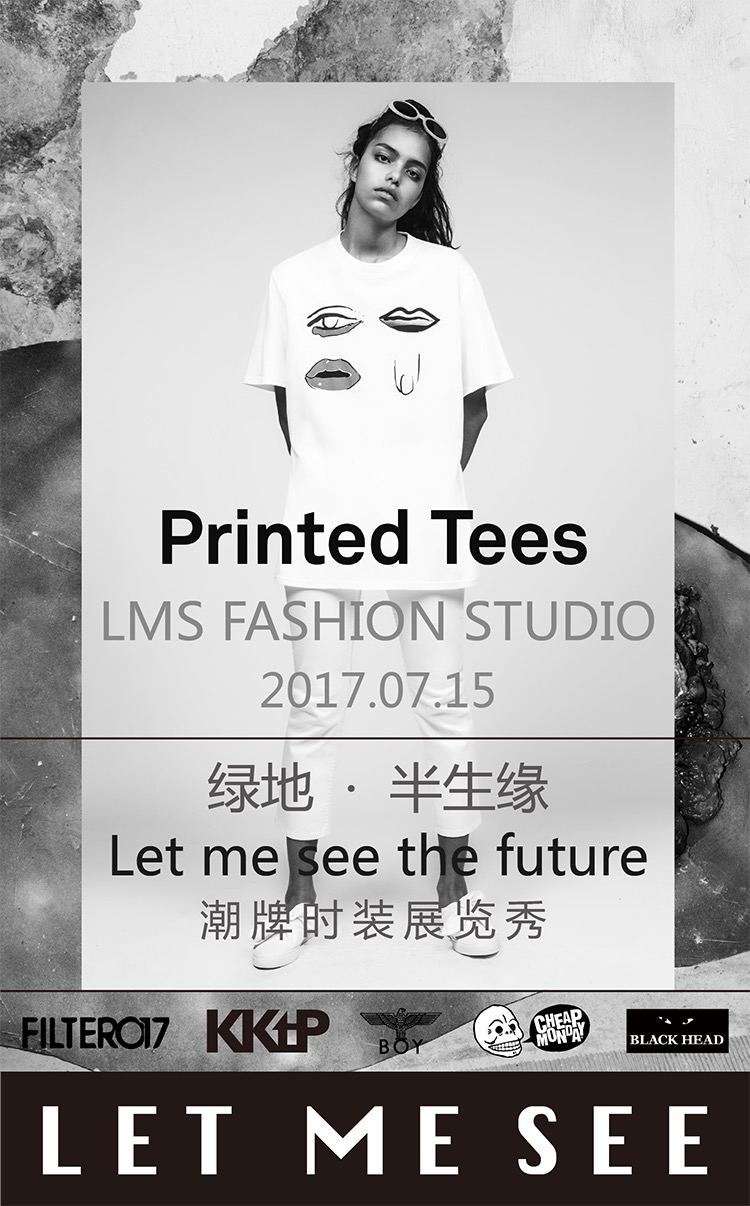 Printed Tees
LMS FASHION STUDIO
2017.07.15
绿地 · 半生缘
Let me see the future
潮牌时装展览秀
FILTER017
KKtP
BOY
CHEAP
MONDAY
BLACK HEAD
LET ME SEE